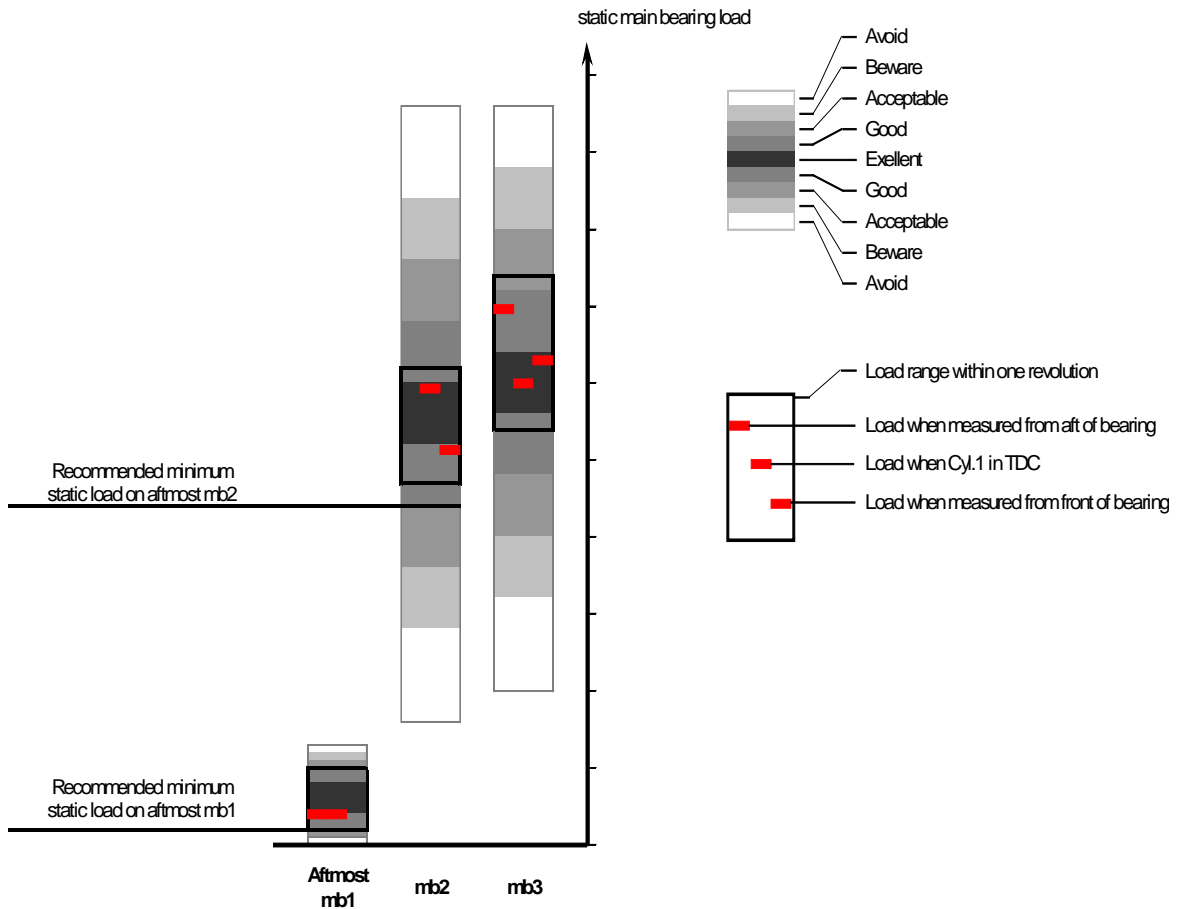 static main bearing load
Avoid
Beware
Acceptable
Good
Exellent
Good
Acceptable
Beware
Avoid
Load range within one revolution
Load when measured from aft of bearing
Load when Cyl.1 in TDC
Load when measured from front of bearing
Recommended minimum
static load on aftmost mb2
Recommended minimum
static load on aftmost mb1
Aftmost
mb1
mb2
mb3